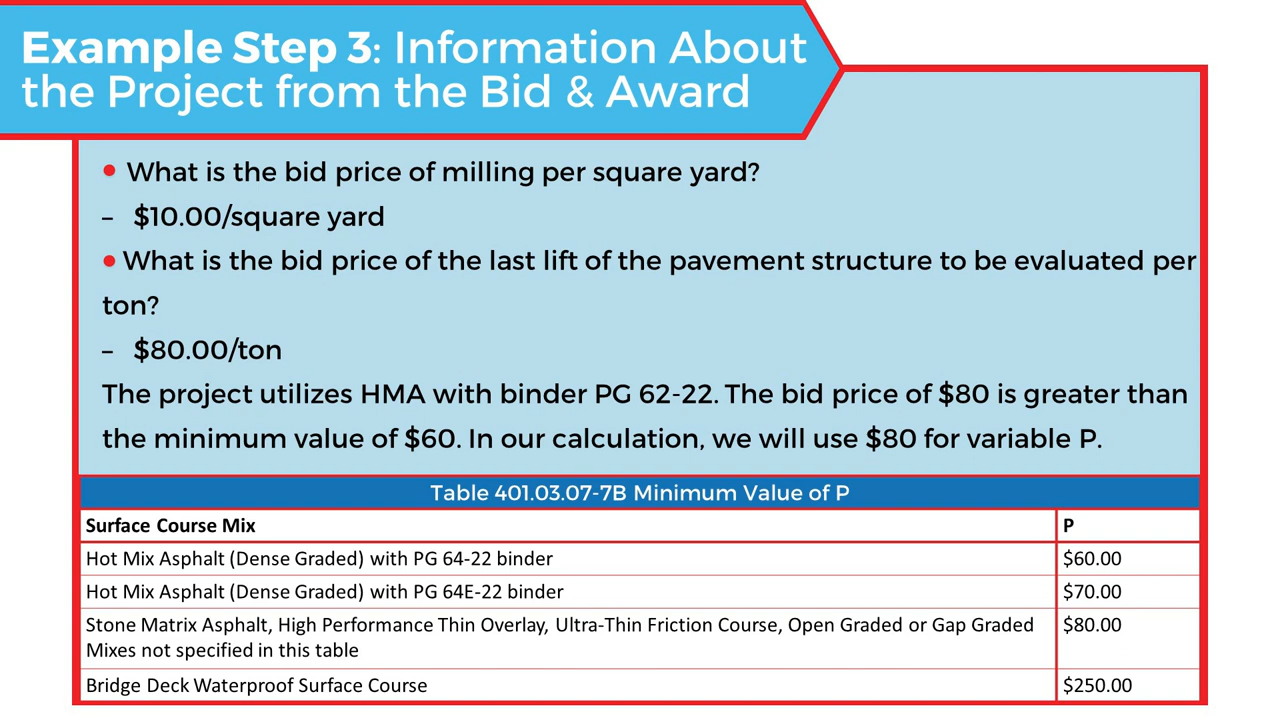 Example Step 3: Information About
the Project from the Bid & Award
• What is the bid price of milling per square yard?
– $10.00/square yard
• What is the bid price of the last lift of the pavement structure to be evaluated per
ton?
– $80.00/ton
The project utilizes HMA with binder PG 62-22. The bid price of $80 is greater than
the minimum value of $60. In our calculation, we will use $80 for variable P.
Table 401.03.07-7B Minimum Value of P
Surface Course Mix P
Hot Mix Asphalt (Dense Graded) with PG 64-22 binder $60.00
Hot Mix Asphalt (Dense Graded) with PG 64E-22 binder $70.00
Stone Matrix Asphalt, High Performance Thin Overlay, Ultra-Thin Friction Course, Open Graded or Gap Graded $80.00
Mixes not specified in this table
Bridge Deck Waterproof Surface Course $250.00